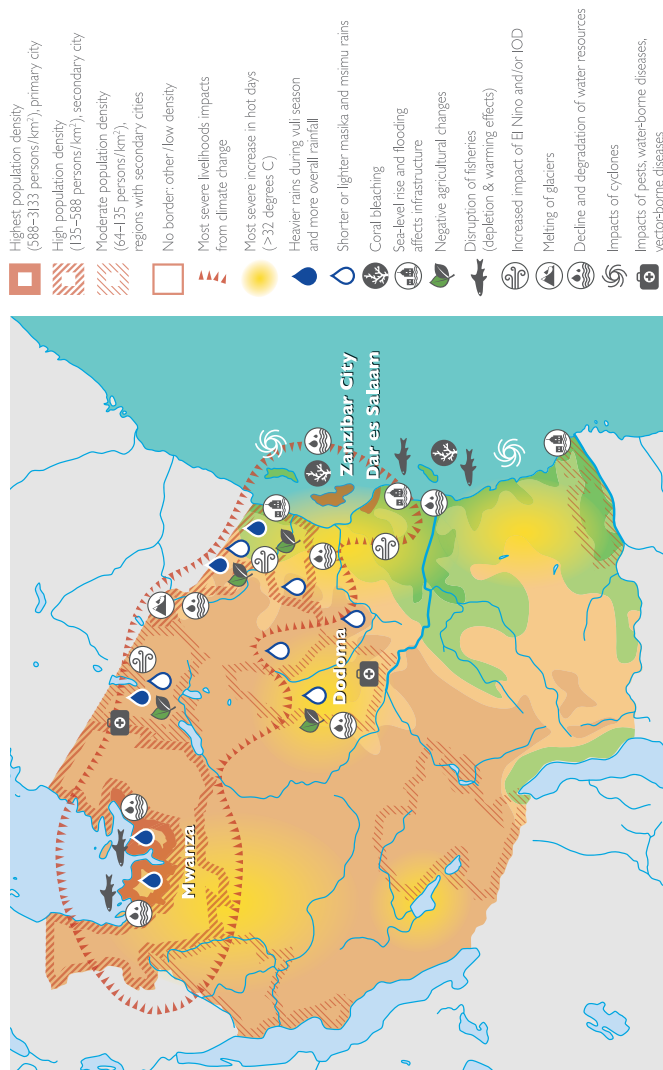 Highest population density
(588–3133 persons/km²), primary city
High population density
(135–588 persons/km²), secondary city
Moderate population density
(64–135 persons/km²),
regions with secondary cities
No border: other / low density
Most severe livelihoods impacts
from climate change
Most severe increase in hot days
(>32 degrees C)
Heavier rains during vuli season
and more overall rainfall
Shorter or lighter masika and msimu rains
Coral bleaching
Sea-level rise and flooding
affects infrastructure
Negative agricultural changes
Disruption of fisheries
(depletion & warming effects)
Increased impact of El Nino and/or IOD
Melting of glaciers
Decline and degradation of water resources
Impacts of cyclones
Impacts of pests, water-borne diseases,
vector-borne diseases
Mwanza
Dodoma
Zanzibar City
Dar es Salaam